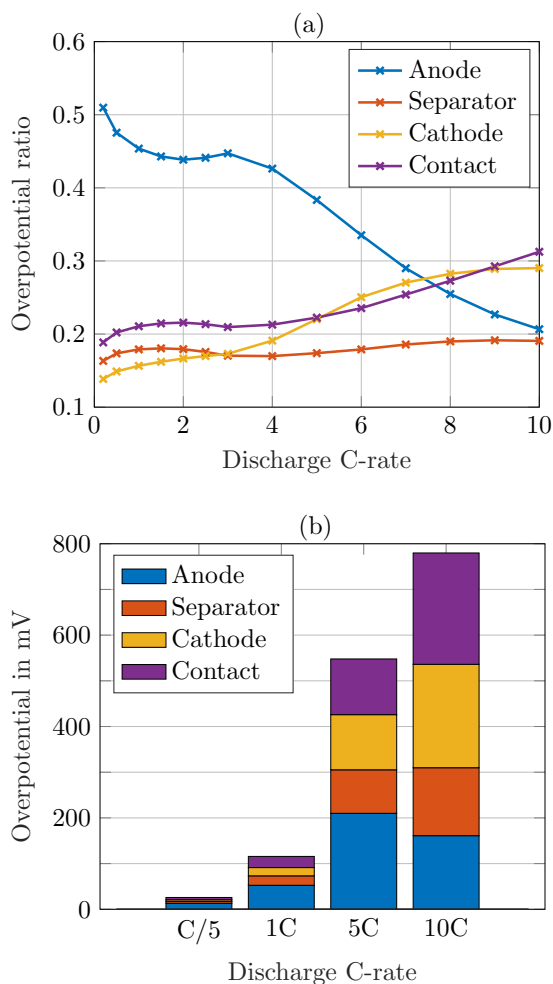 (a)
0.6
0.5
0.4
0.3
0.2
0.1
Overpotential ratio
Anode
Separator
Cathode
Contact
0 2 4 6 8 10
Discharge C-rate
(b)
800
600
400
200
0
Overpotential in mV
Anode
Separator
Cathode
Contact
C/5 1C 5C 10C
Discharge C-rate